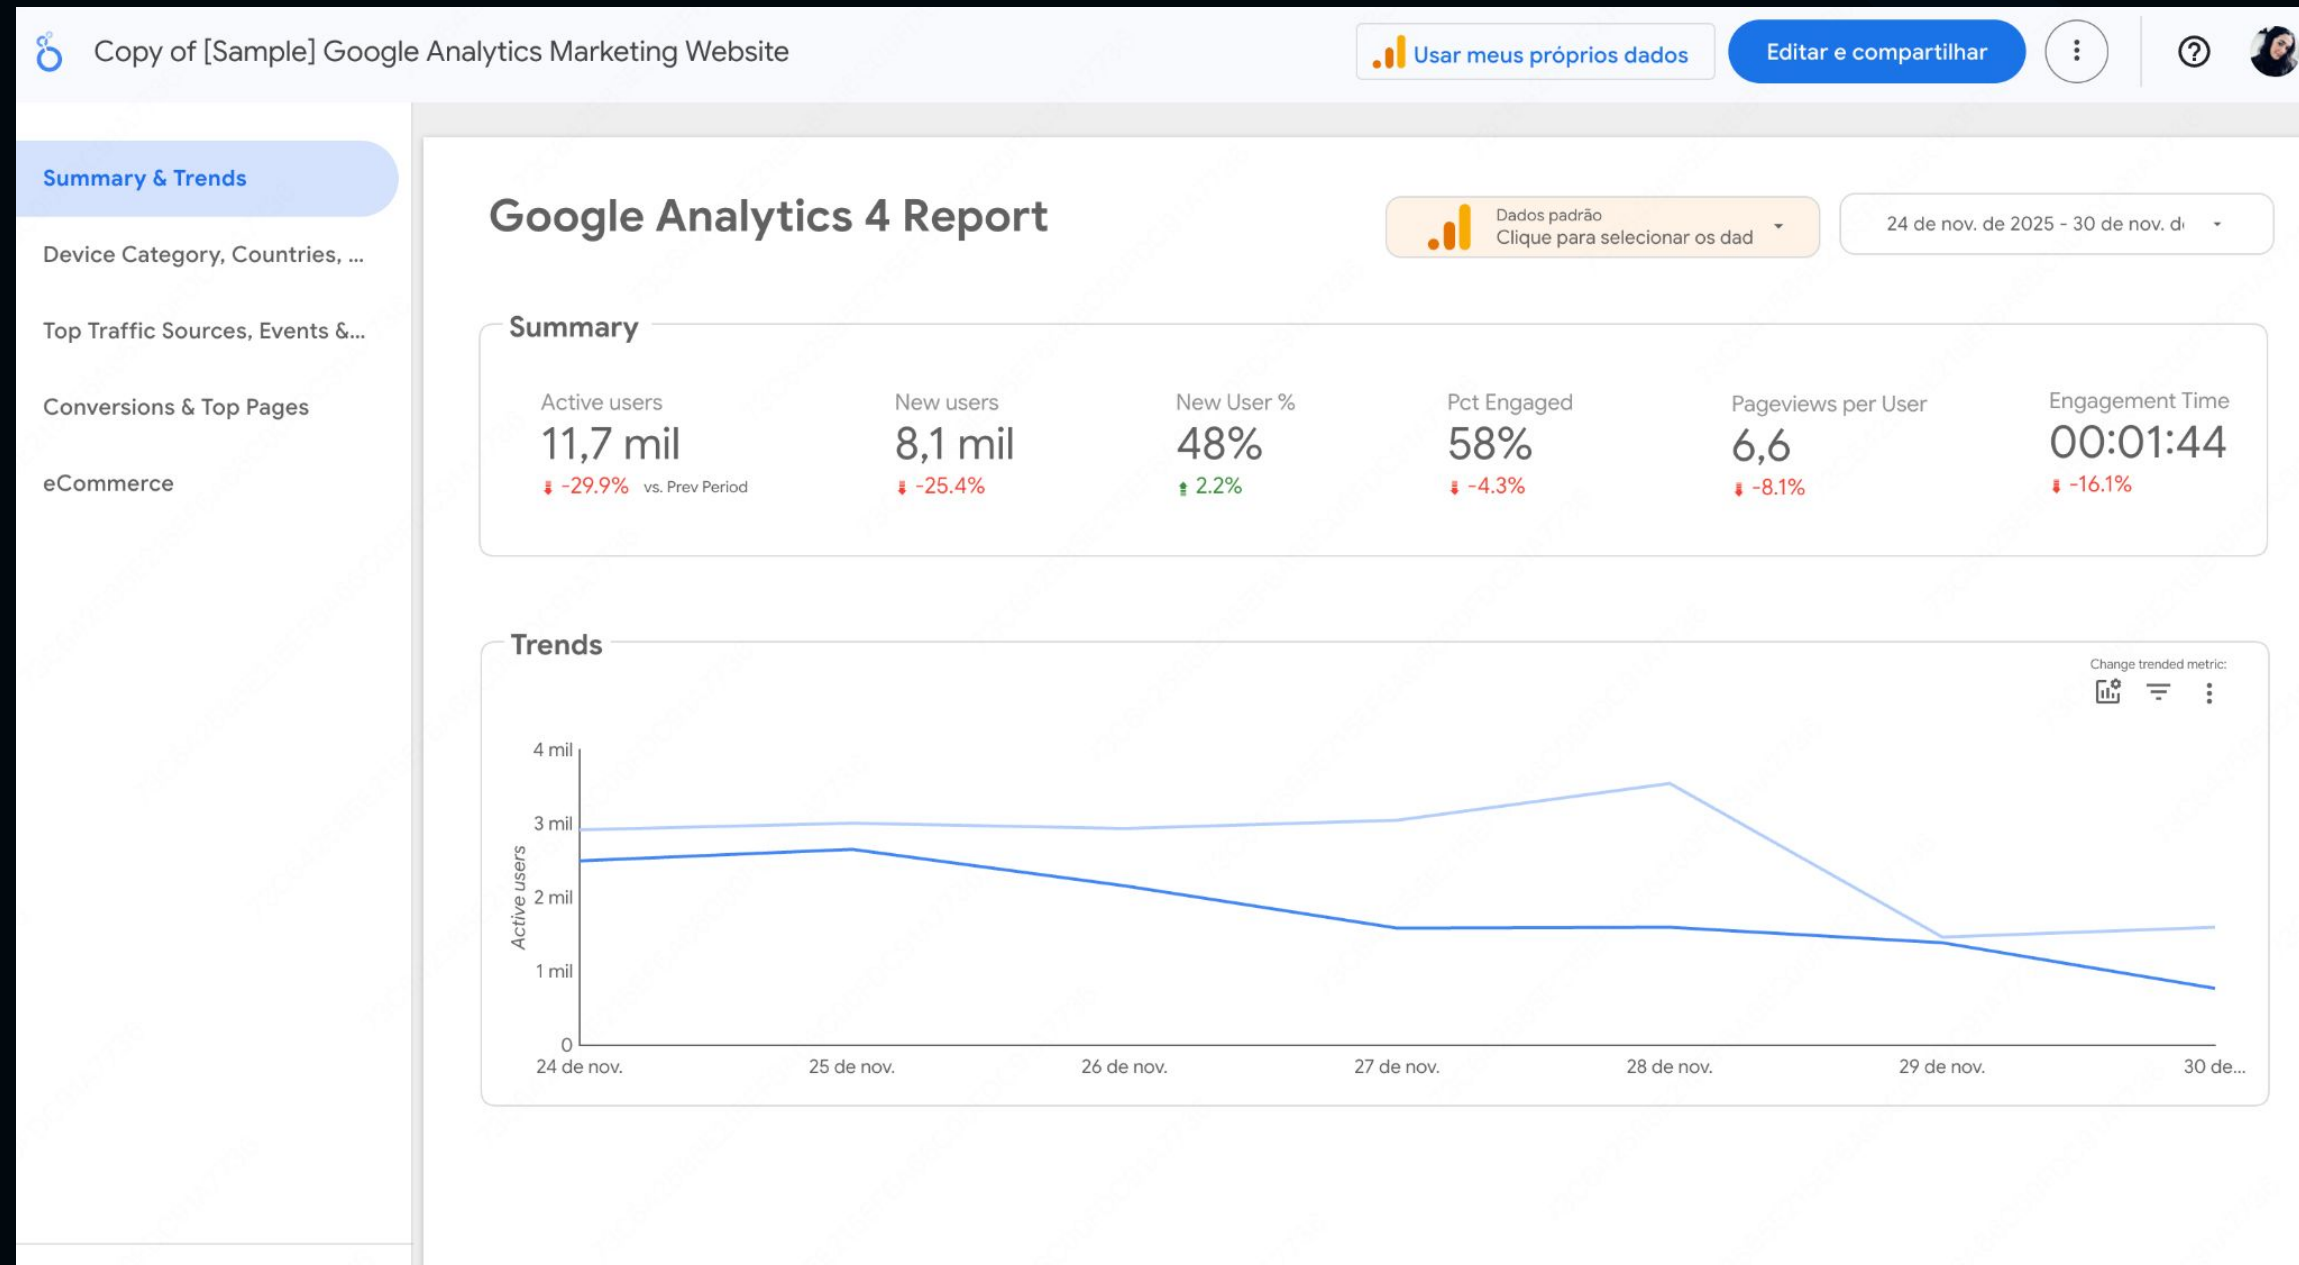 Copy of [Sample] Google Analytics Marketing Website
Usar meus próprios dados
Editar e compartilhar
Summary & Trends
Device Category, Countries, ...
Top Traffic Sources, Events &...
Conversions & Top Pages
eCommerce
Google Analytics 4 Report
Dados padrão
Clique para selecionar os dad
24 de nov. de 2025 - 30 de nov. d
Summary
Active users
11,7 mil
-29.9% vs. Prev Period
New users
8,1 mil
-25.4%
New User %
48%
2.2%
Pct Engaged
58%
-4.3%
Pageviews per User
6,6
-8.1%
Engagement Time
00:01:44
-16.1%
Trends
Change trended metric:
Active users
4 mil
3 mil
2 mil
1 mil
0
24 de nov.
25 de nov.
26 de nov.
27 de nov.
28 de nov.
29 de nov.
30 de...